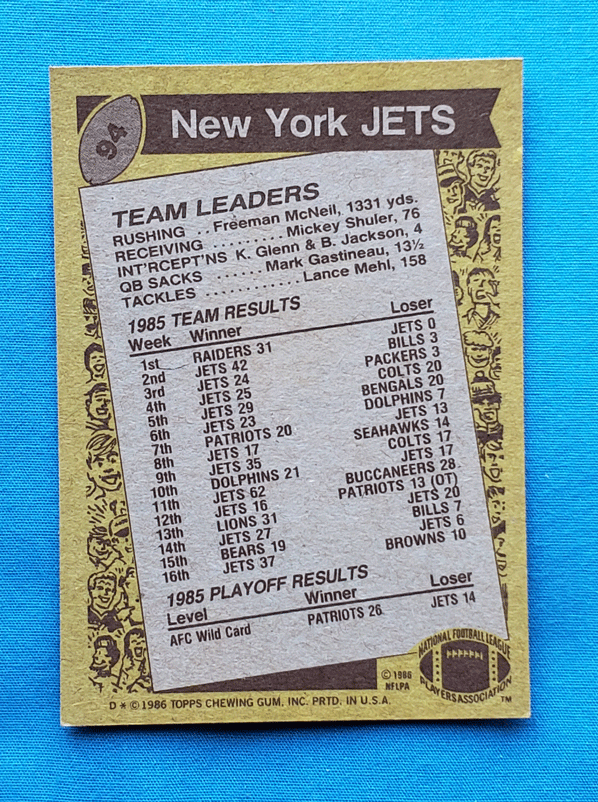 94
New York JETS
TEAM LEADERS
RUSHING . . Freeman McNeil, 1331 yds.
RECEIVING . . . . . . . . . Mickey Shuler, 76
INT'RCEPT'NS K. Glenn & B. Jackson, 4
QB SACKS . . . . . . . Mark Gastineau, 13½
TACKLES . . . . . . . . . . . . Lance Mehl, 158
1985 TEAM RESULTS
Week Winner Loser
1st RAIDERS 31 JETS 0
2nd JETS 42 BILLS 3
3rd JETS 24 PACKERS 3
4th JETS 25 COLTS 20
5th JETS 29 BENGALS 20
6th JETS 23 DOLPHINS 7
7th PATRIOTS 20 JETS 13
8th JETS 17 SEAHAWKS 14
9th JETS 35 COLTS 17
10th DOLPHINS 21 JETS 17
11th JETS 62 BUCCANEERS 28
12th JETS 16 PATRIOTS 13 (OT)
13th LIONS 31 JETS 20
14th JETS 27 BILLS 7
15th BEARS 19 JETS 6
16th JETS 37 BROWNS 10
1985 PLAYOFF RESULTS
Level Winner Loser
AFC Wild Card PATRIOTS 26 JETS 14
© 1986
NFLPA
NATIONAL FOOTBALL LEAGUE
PLAYERS ASSOCIATION
TM
D * © 1986 TOPPS CHEWING GUM, INC. PRTD. IN U.S.A.